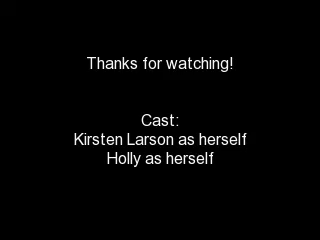 Thanks for watching!
Cast:
Kirsten Larson as herself
Holly as herself